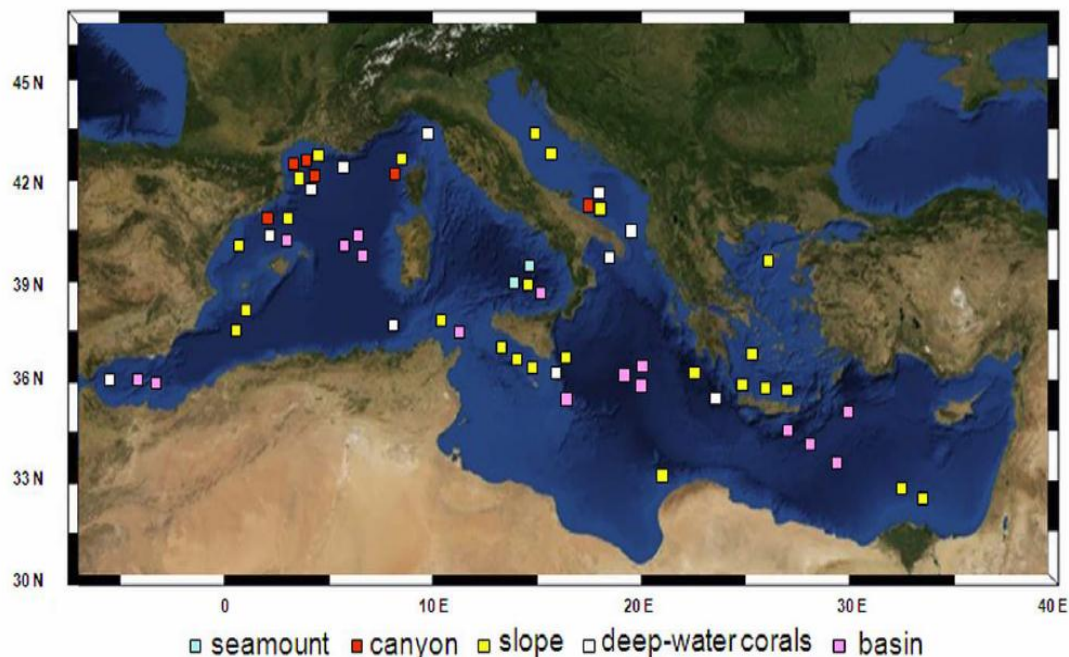 45 N
42 N
39 N
36 N
33 N
30 N
0 10 E 20 E 30 E 40 E
seamount canyon slope deep-water corals basin